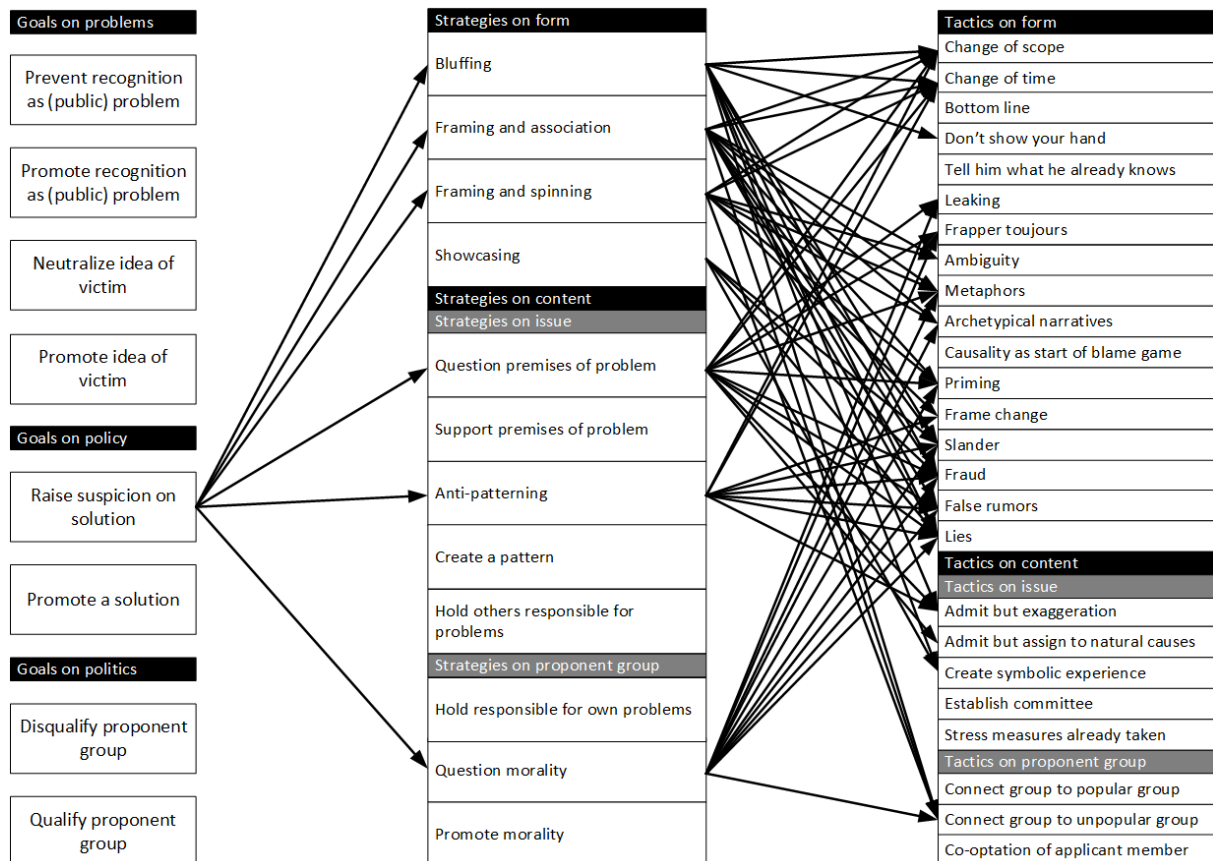 Goals on problems
Prevent recognition
as (public) problem
Promote recognition
as (public) problem
Neutralize idea of
victim
Promote idea of
victim
Goals on policy
Raise suspicion on
solution
Promote a solution
Goals on politics
Disqualify proponent
group
Qualify proponent
group
Strategies on form
Bluffing
Framing and association
Framing and spinning
Showcasing
Strategies on content
Strategies on issue
Question premises of problem
Support premises of problem
Anti-patterning
Create a pattern
Hold others responsible for
problems
Strategies on proponent group
Hold responsible for own problems
Question morality
Promote morality
Tactics on form
Change of scope
Change of time
Bottom line
Don't show your hand
Tell him what he already knows
Leaking
Frapper toujours
Ambiguity
Metaphors
Archetypical narratives
Causality as start of blame game
Priming
Frame change
Slander
Fraud
False rumors
Lies
Tactics on content
Tactics on issue
Admit but exaggeration
Admit but assign to natural causes
Create symbolic experience
Establish committee
Stress measures already taken
Tactics on proponent group
Connect group to popular group
Connect group to unpopular group
Co-optation of applicant member